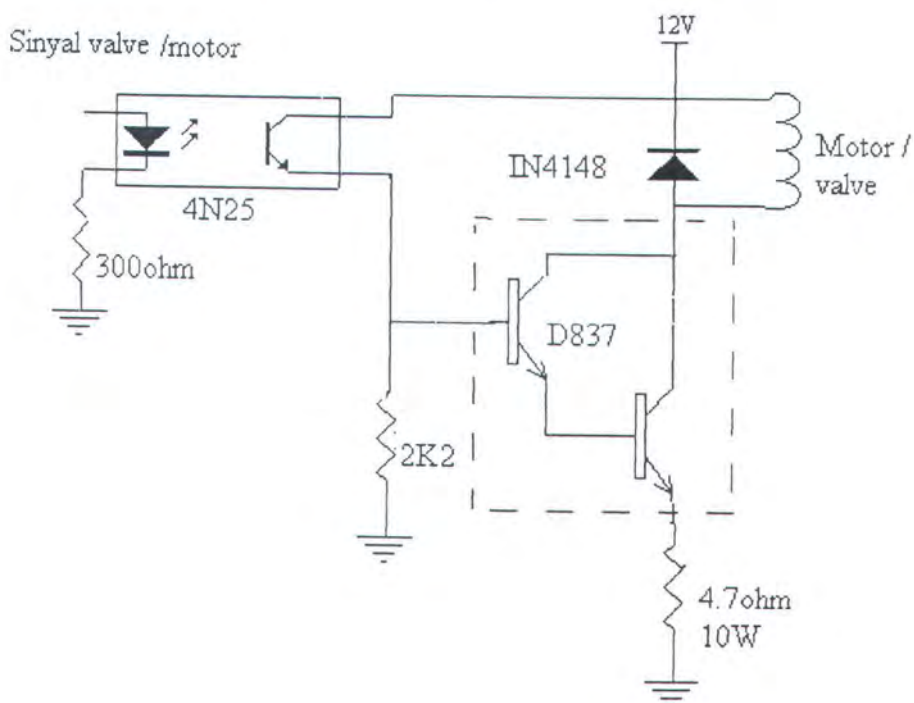 12V
Sinyal valve /motor
IN4148
Motor /
valve
4N25
300ohm
D837
2K2
4.7ohm
10W